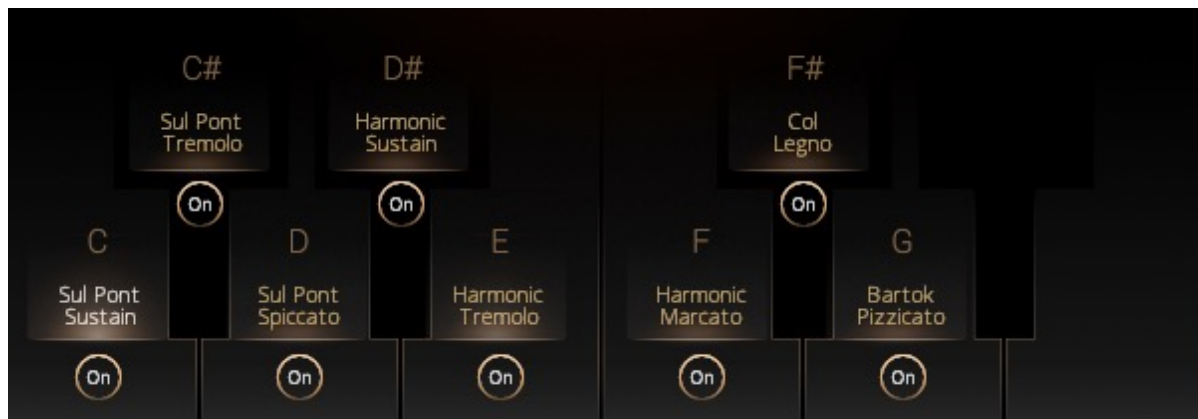 C# D# F#
Sul Pont Harmonic Col
Tremolo Sustain Legno
On On On
C D E F G
Sul Pont Sul Pont Harmonic Harmonic Bartok
Sustain Spiccato Tremolo Marcato Pizzicato
On On On On On